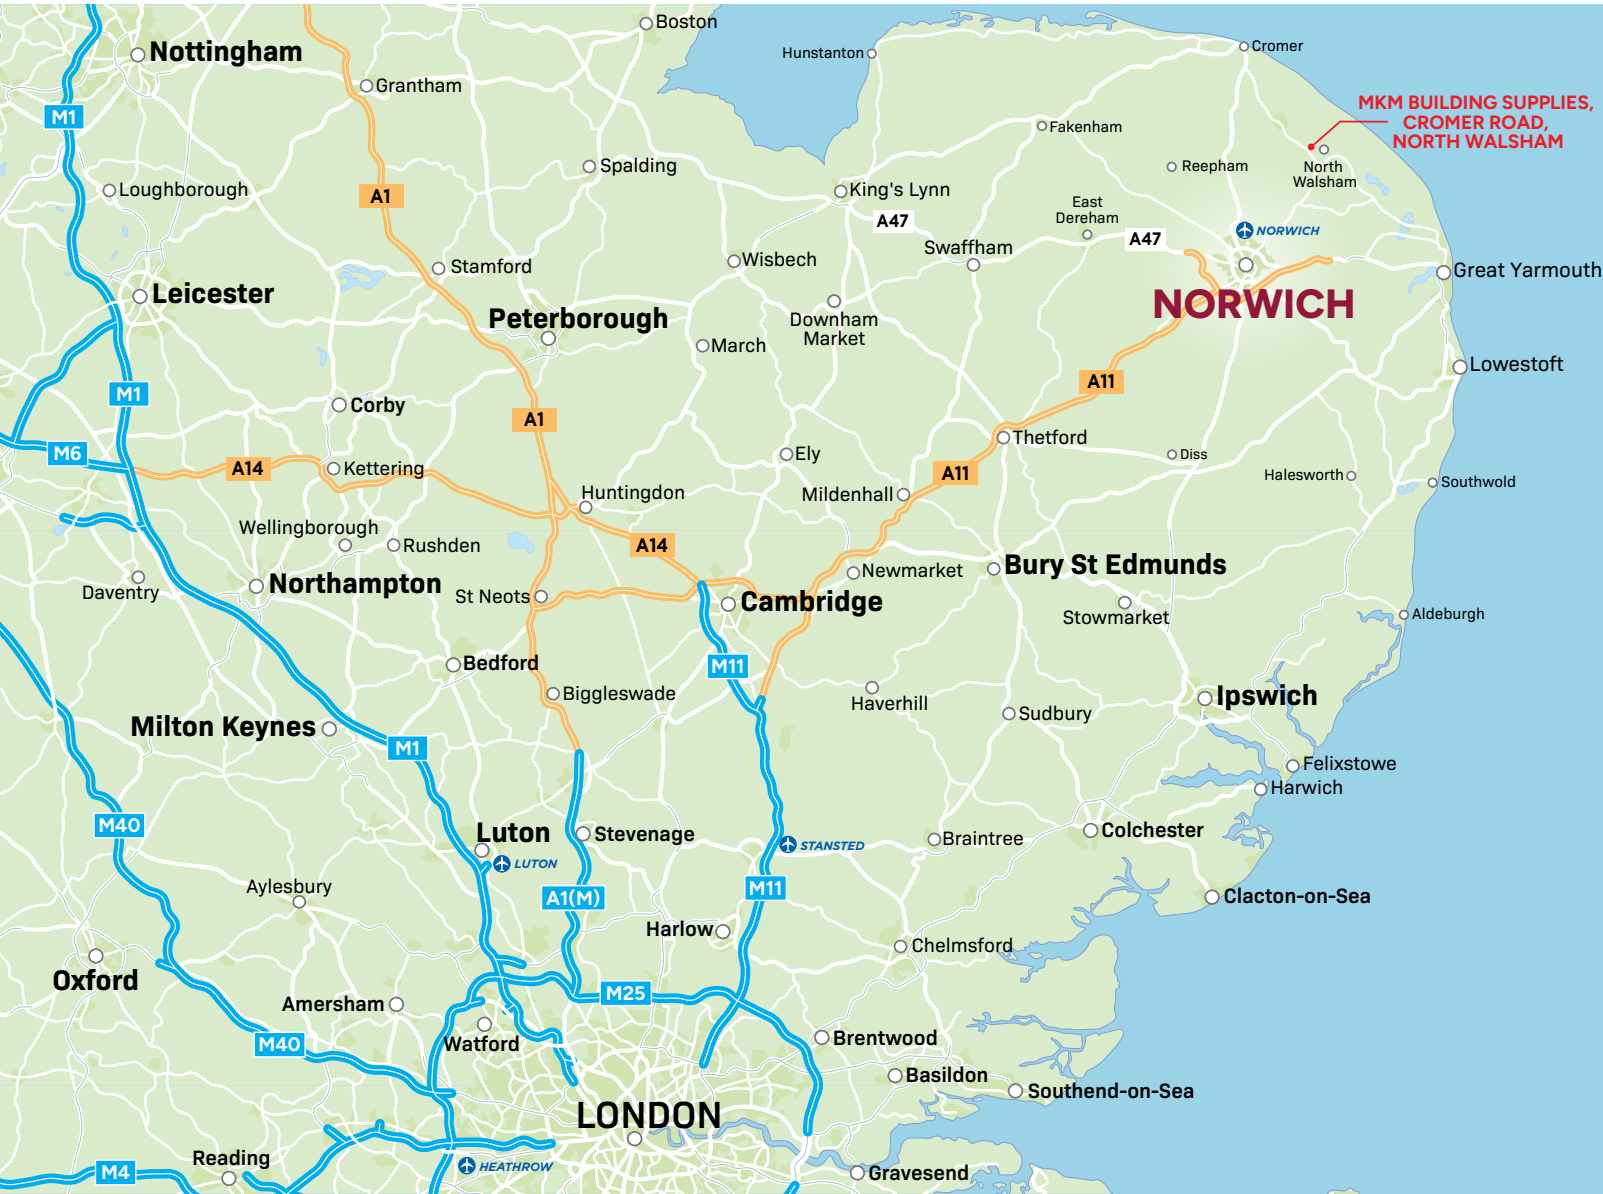 Boston
Nottingham
Hunstanton
Cromer
Grantham
MKM BUILDING SUPPLIES,
CROMER ROAD,
NORTH WALSHAM
M1
Fakenham
Spalding
Reepham
North
Walsham
Loughborough
A1
King's Lynn
East
Dereham
A47
A47
NORWICH
Swaffham
Wisbech
Stamford
Great Yarmouth
Leicester
NORWICH
Peterborough
Downham
Market
March
Lowestoft
A11
M1
Corby
A1
Thetford
M6
A14
Kettering
Ely
Diss
A11
Halesworth
Southwold
Huntingdon
Mildenhall
Wellingborough
Rushden
A14
Bury St Edmunds
Newmarket
Daventry
Northampton
St Neots
Cambridge
Stowmarket
Aldeburgh
Bedford
M11
Biggleswade
Haverhill
Ipswich
Sudbury
Milton Keynes
M1
Felixstowe
Harwich
M40
Luton
Stevenage
Colchester
Braintree
STANSTED
LUTON
Aylesbury
M11
A1(M)
Clacton-on-Sea
Harlow
Chelmsford
Oxford
M25
Amersham
Brentwood
M40
Watford
Basildon
Southend-on-Sea
LONDON
Reading
HEATHROW
M4
Gravesend